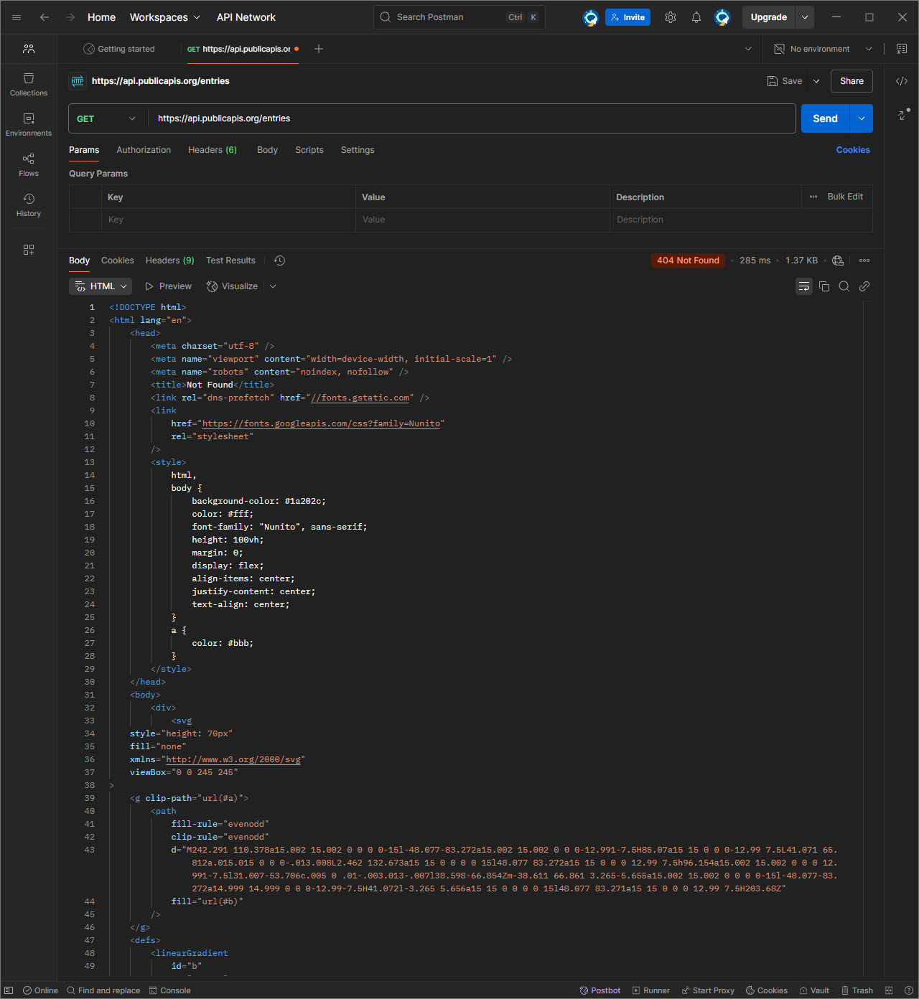 Home Workspaces API Network Search Postman Ctrl K Invite Upgrade
Getting started GET https://api.publicapis.or No environment
HTTP https://api.publicapis.org/entries Save Share
Collections
Environments
Flows
History
GET https://api.publicapis.org/entries Send
Params Authorization Headers (6) Body Scripts Settings Cookies
Query Params
Key Value Description Bulk Edit
Key Value Description
Body Cookies Headers (9) Test Results 404 Not Found 285 ms 1.37 KB
HTML Preview Visualize
1 <!DOCTYPE html>
2 <html lang="en">
3 <head>
4 <meta charset="utf-8" />
5 <meta name="viewport" content="width=device-width, initial-scale=1" />
6 <meta name="robots" content="noindex, nofollow" />
7 <title>Not Found</title>
8 <link rel="dns-prefetch" href="//fonts.gstatic.com" />
9 <link
10 href="https://fonts.googleapis.com/css?family=Nunito"
11 rel="stylesheet"
12 />
13 <style>
14 html,
15 body {
16 background-color: #1a202c;
17 color: #fff;
18 font-family: "Nunito", sans-serif;
19 height: 100vh;
20 margin: 0;
21 display: flex;
22 align-items: center;
23 justify-content: center;
24 text-align: center;
25 }
26 a {
27 color: #bbb;
28 }
29 </style>
30 </head>
31 <body>
32 <div>
33 <svg
34 style="height: 70px"
35 fill="none"
36 xmlns="http://www.w3.org/2000/svg"
37 viewBox="0 0 245 245"
38 >
39 <g clip-path="url(#a)">
40 <path
41 fill-rule="evenodd"
42 clip-rule="evenodd"
43 d="M242.291 110.378a15.002 15.002 0 0 0 0-15l-48.077-83.272a15.002 15.002 0 0 0-12.991-7.5H85.07a15 15 0 0 0-12.99 7.5L41.071 65.
812a.015.015 0 0 0-.013.008L2.462 132.673a15 15 0 0 0 0 15l48.077 83.272a15 15 0 0 0 12.99 7.5h96.154a15.002 15.002 0 0 0 12.
991-7.5l31.007-53.706c.005 0 .01-.003.013-.007l38.598-66.854Zm-38.611 66.861 3.265-5.655a15.002 15.002 0 0 0 0-15l-48.077-83.
272a14.999 14.999 0 0 0-12.99-7.5H41.072l-3.265 5.656a15 15 0 0 0 0 15l48.077 83.271a15 15 0 0 0 12.99 7.5H203.68Z"
44 fill="url(#b)"
45 />
46 </g>
47 <defs>
48 <linearGradient
49 id="b"
Online Find and replace Console Postbot Runner Start Proxy Cookies Vault Trash